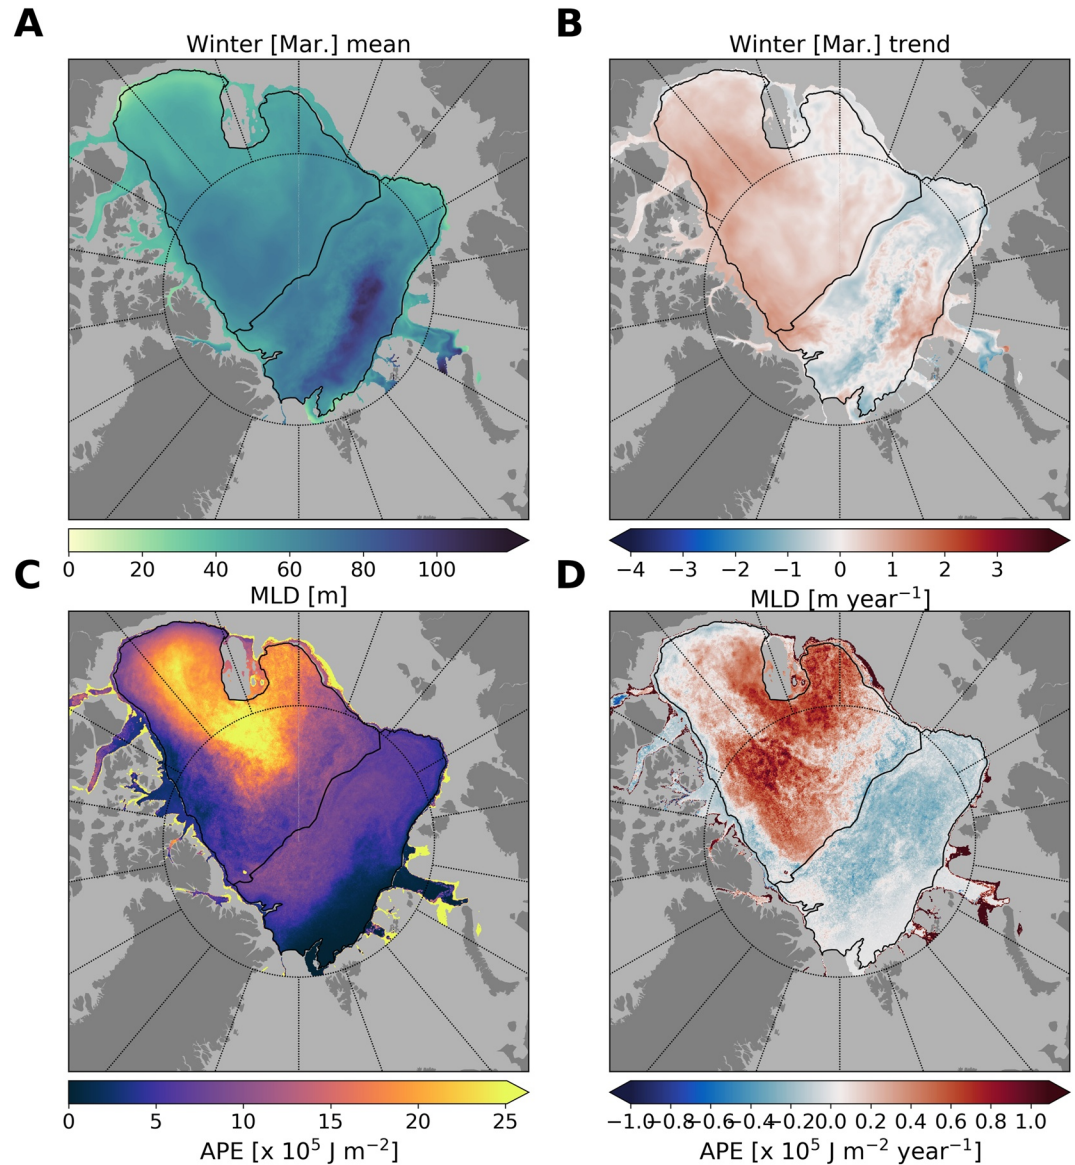 A
B
Winter [Mar.] mean
Winter [Mar.] trend
0 20 40 60 80 100
−4 −3 −2 −1 0 1 2 3
MLD [m]
MLD [m year⁻¹]
C
D
0 5 10 15 20 25
−1.0 −0.8 −0.6 −0.4 −0.2 0.0 0.2 0.4 0.6 0.8 1.0
APE [x 10⁵ J m⁻²]
APE [x 10⁵ J m⁻² year⁻¹]